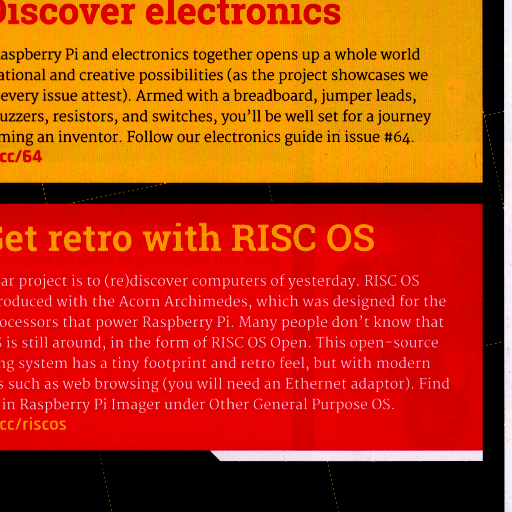 Discover electronics
aspberry Pi and electronics together opens up a whole world
ational and creative possibilities (as the project showcases we
every issue attest). Armed with a breadboard, jumper leads,
uzzers, resistors, and switches, you'll be well set for a journey
ming an inventor. Follow our electronics guide in issue #64.
cc/64
Get retro with RISC OS
ar project is to (re)discover computers of yesterday. RISC OS
roduced with the Acorn Archimedes, which was designed for the
ocessors that power Raspberry Pi. Many people don't know that
S is still around, in the form of RISC OS Open. This open-source
ng system has a tiny footprint and retro feel, but with modern
s such as web browsing (you will need an Ethernet adaptor). Find
in Raspberry Pi Imager under Other General Purpose OS.
cc/riscos